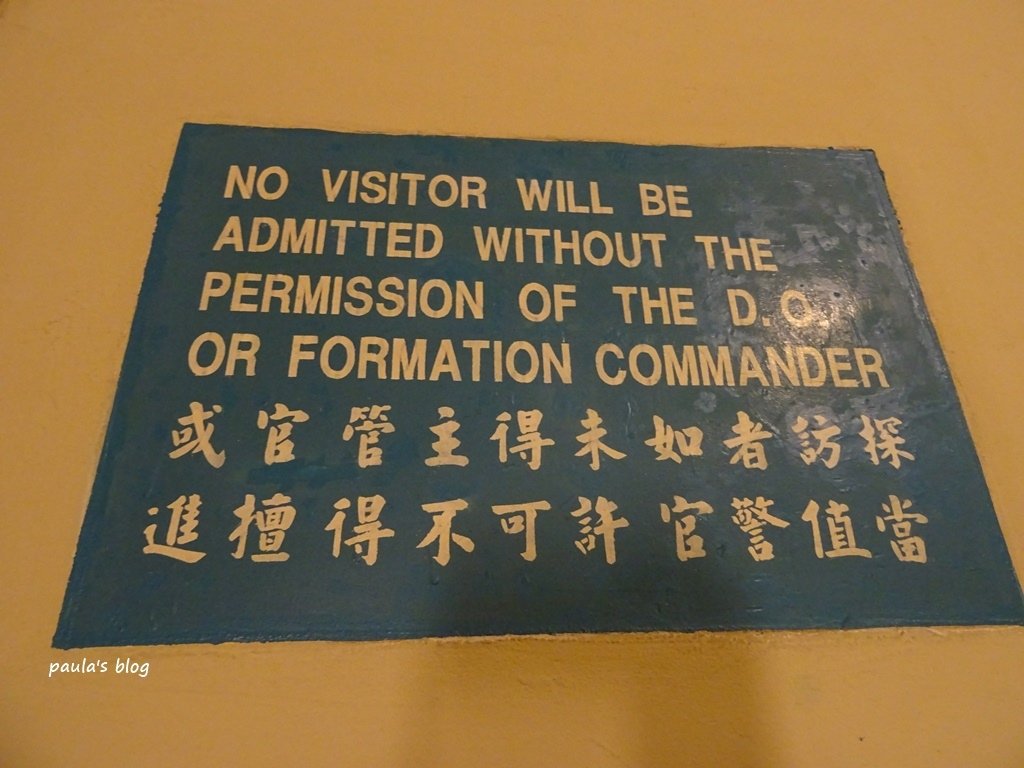 NO VISITOR WILL BE
ADMITTED WITHOUT THE
PERMISSION OF THE D.O.
OR FORMATION COMMANDER
探訪者如未得主管官或
當值警官許可不得擅進
paula's blog